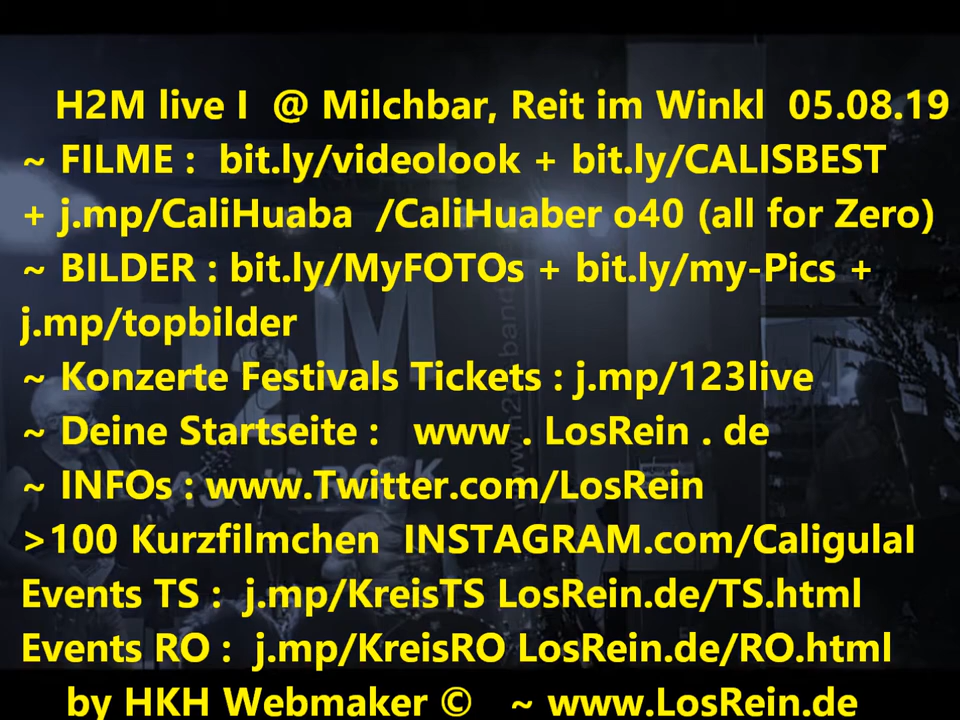 H2M live I @ Milchbar, Reit im Winkl 05.08.19
~ FILME : bit.ly/videolook + bit.ly/CALISBEST
+ j.mp/CaliHuaba /CaliHuaber o40 (all for Zero)
~ BILDER : bit.ly/MyFOTOs + bit.ly/my-Pics +
j.mp/topbilder
~ Konzerte Festivals Tickets : j.mp/123live
~ Deine Startseite : www . LosRein . de
~ INFOs : www.Twitter.com/LosRein
>100 Kurzfilmchen INSTAGRAM.com/CaligulaI
Events TS : j.mp/KreisTS LosRein.de/TS.html
Events RO : j.mp/KreisRO LosRein.de/RO.html
by HKH Webmaker © ~ www.LosRein.de
H2M